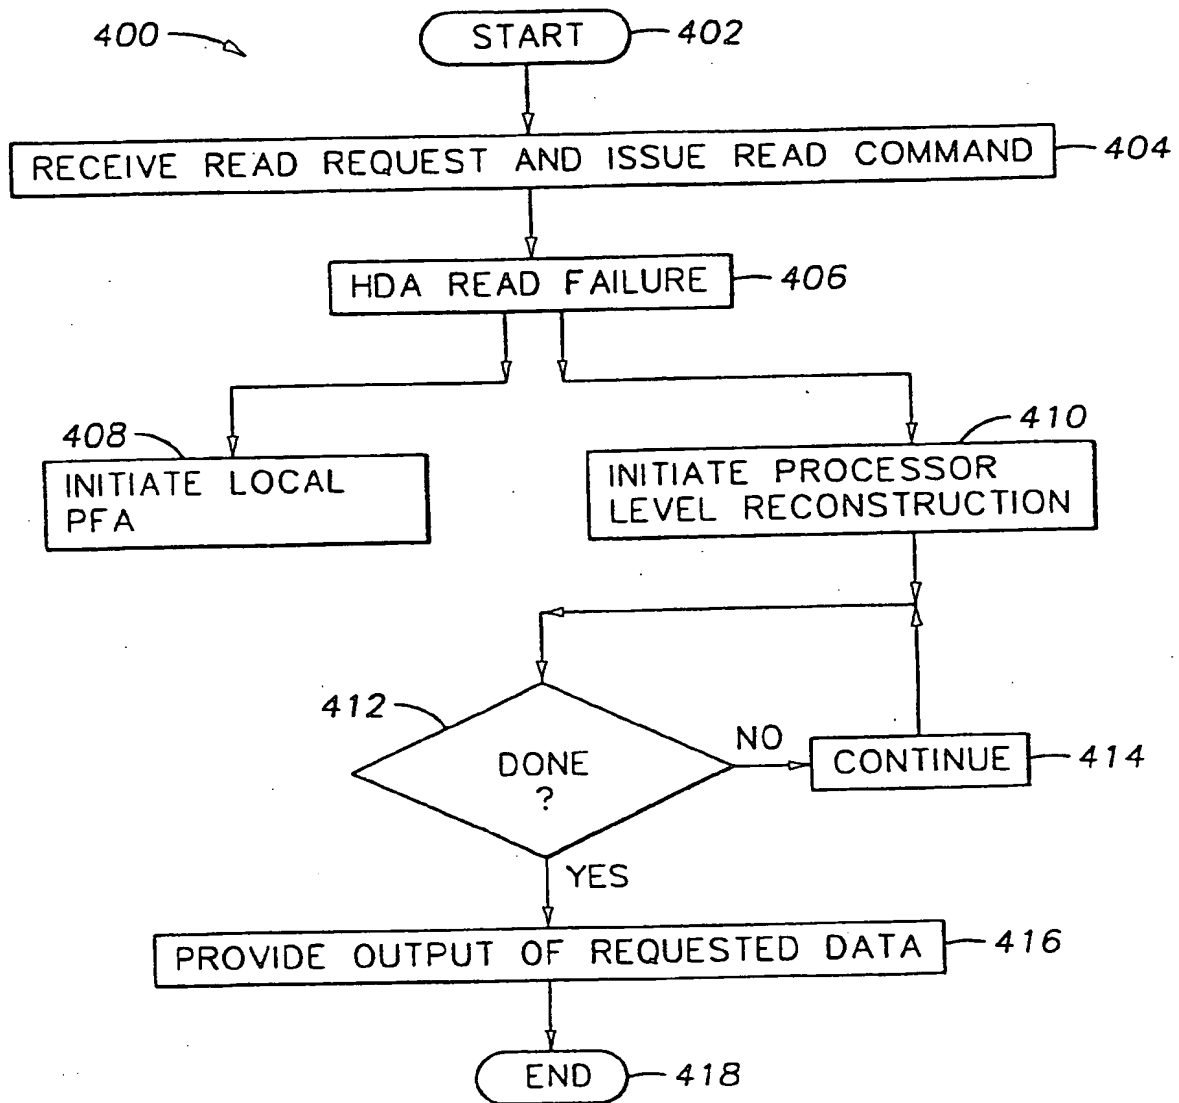 400
START
402
RECEIVE READ REQUEST AND ISSUE READ COMMAND
404
HDA READ FAILURE
406
408
INITIATE LOCAL
PFA
410
INITIATE PROCESSOR
LEVEL RECONSTRUCTION
412
DONE
?
NO
CONTINUE
414
YES
PROVIDE OUTPUT OF REQUESTED DATA
416
END
418